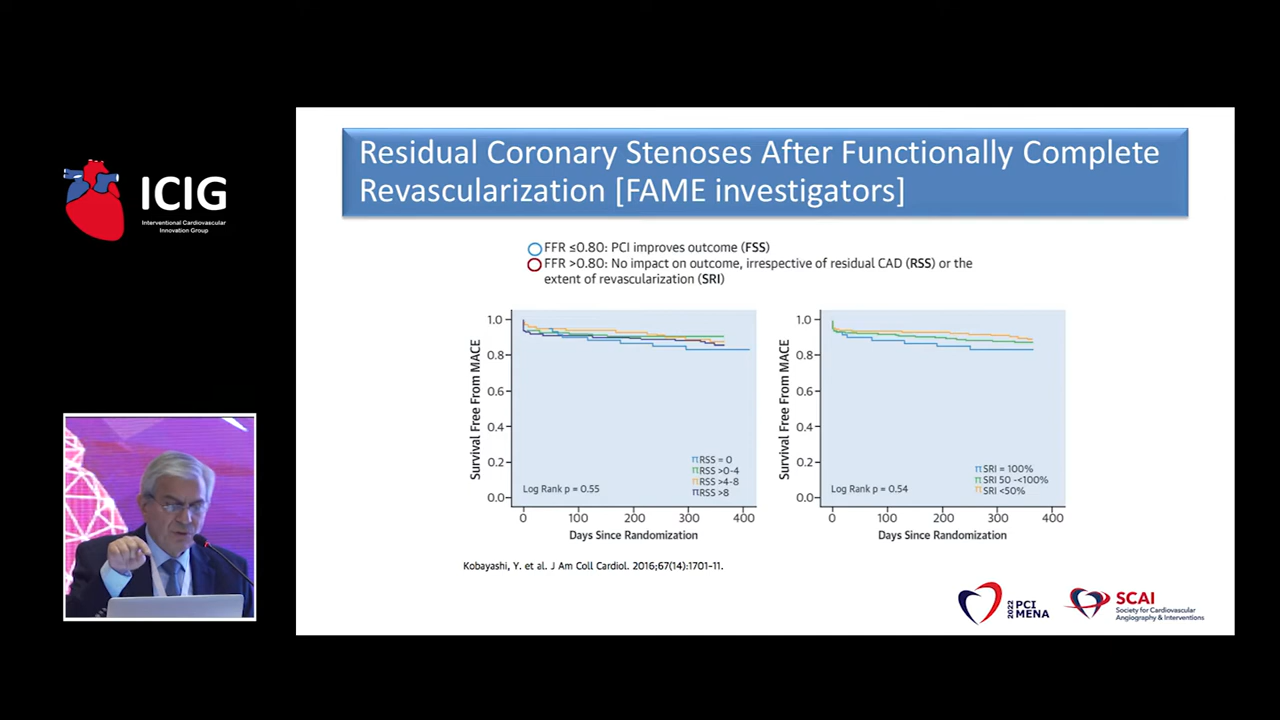 ICIG
Interventional Cardiovascular
Innovation Group
Residual Coronary Stenoses After Functionally Complete
Revascularization [FAME investigators]
FFR ≤0.80: PCI improves outcome (FSS)
FFR >0.80: No impact on outcome, irrespective of residual CAD (RSS) or the
extent of revascularization (SRI)
Survival Free From MACE
1.0
0.8
0.6
0.4
0.2
0.0
RSS = 0
RSS >0-4
RSS >4-8
RSS >8
Log Rank p = 0.55
0 100 200 300 400
Days Since Randomization
Survival Free From MACE
1.0
0.8
0.6
0.4
0.2
0.0
SRI = 100%
SRI 50 -<100%
SRI <50%
Log Rank p = 0.54
0 100 200 300 400
Days Since Randomization
Kobayashi, Y. et al. J Am Coll Cardiol. 2016;67(14):1701-11.
2022 PCI
MENA
SCAI
Society for Cardiovascular
Angiography & Interventions